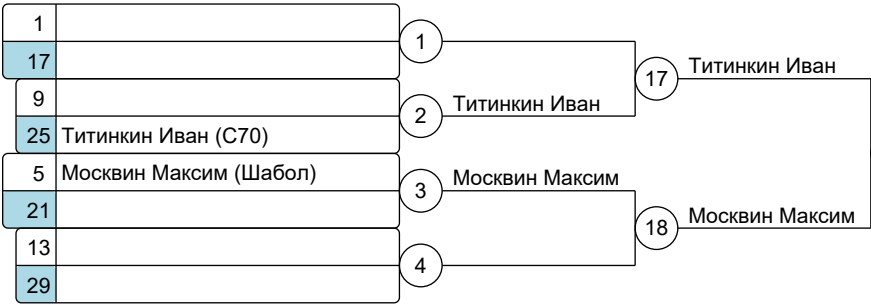 1
1
17
17 Титинкин Иван
9
2 Титинкин Иван
25 Титинкин Иван (С70)
5 Москвин Максим (Шабол)
3 Москвин Максим
21
18 Москвин Максим
13
4
29